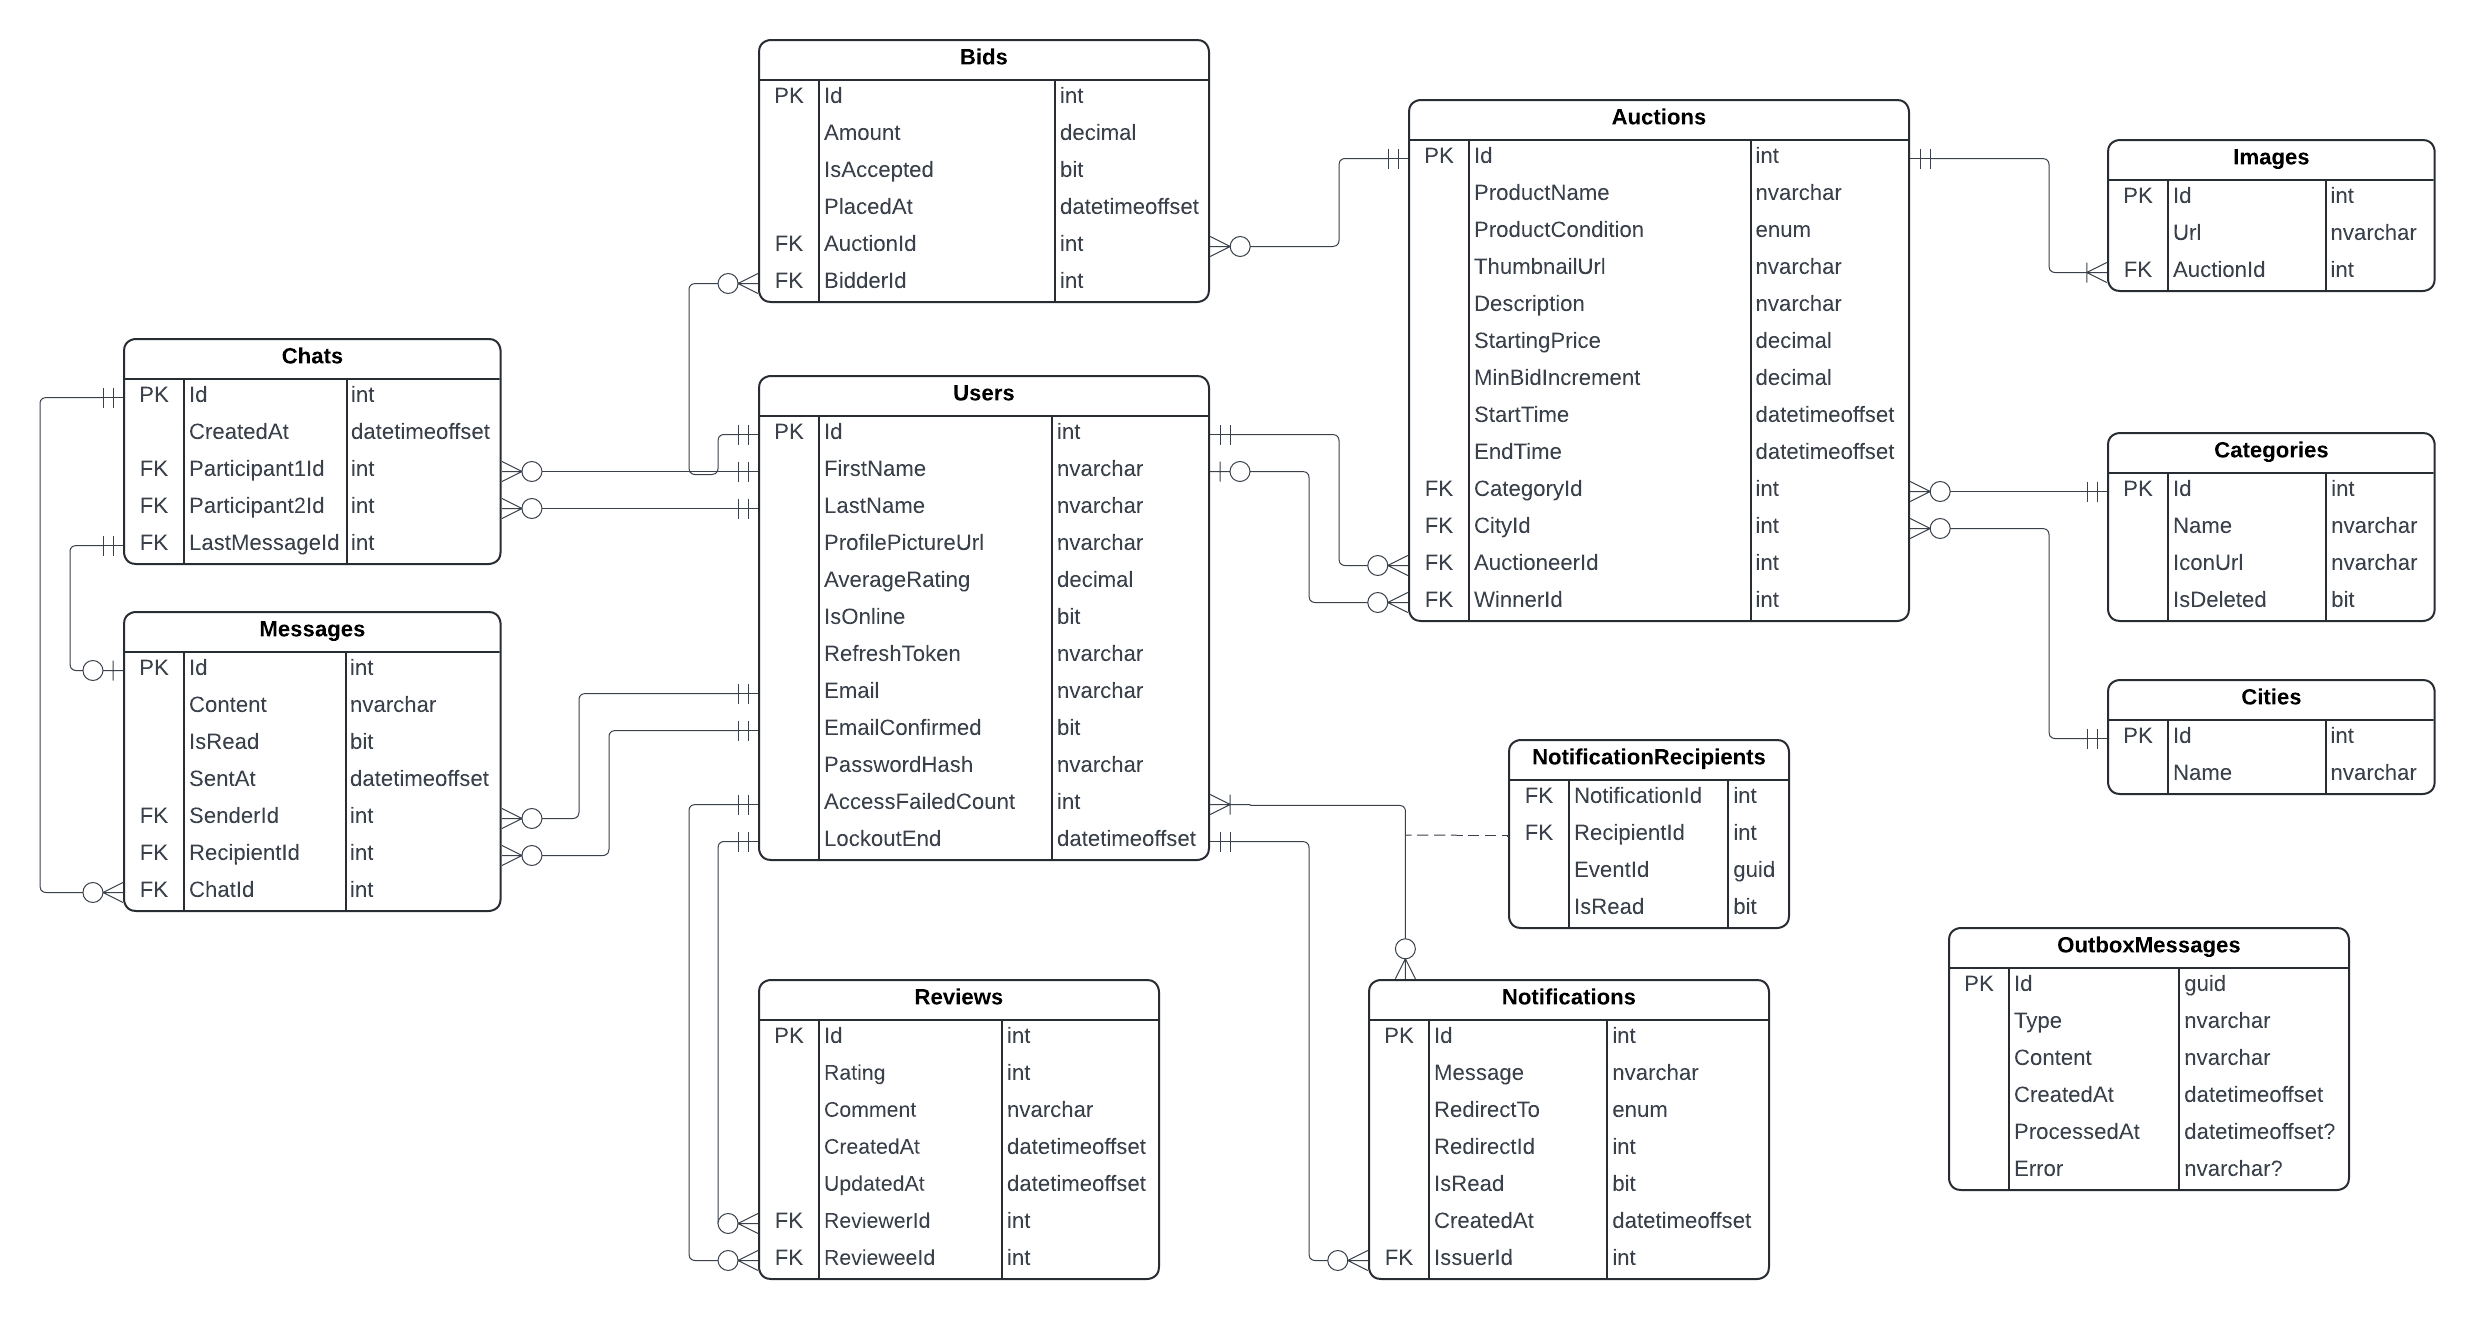 Bids
PK Id int
Amount decimal
IsAccepted bit
PlacedAt datetimeoffset
FK AuctionId int
FK BidderId int
Auctions
PK Id int
ProductName nvarchar
ProductCondition enum
ThumbnailUrl nvarchar
Description nvarchar
StartingPrice decimal
MinBidIncrement decimal
StartTime datetimeoffset
EndTime datetimeoffset
FK CategoryId int
FK CityId int
FK AuctioneerId int
FK WinnerId int
Images
PK Id int
Url nvarchar
FK AuctionId int
Chats
PK Id int
CreatedAt datetimeoffset
FK Participant1Id int
FK Participant2Id int
FK LastMessageId int
Users
PK Id int
FirstName nvarchar
LastName nvarchar
ProfilePictureUrl nvarchar
AverageRating decimal
IsOnline bit
RefreshToken nvarchar
Email nvarchar
EmailConfirmed bit
PasswordHash nvarchar
AccessFailedCount int
LockoutEnd datetimeoffset
Categories
PK Id int
Name nvarchar
IconUrl nvarchar
IsDeleted bit
Messages
PK Id int
Content nvarchar
IsRead bit
SentAt datetimeoffset
FK SenderId int
FK RecipientId int
FK ChatId int
Cities
PK Id int
Name nvarchar
NotificationRecipients
FK NotificationId int
FK RecipientId int
EventId guid
IsRead bit
OutboxMessages
PK Id guid
Type nvarchar
Content nvarchar
CreatedAt datetimeoffset
ProcessedAt datetimeoffset?
Error nvarchar?
Reviews
PK Id int
Rating int
Comment nvarchar
CreatedAt datetimeoffset
UpdatedAt datetimeoffset
FK ReviewerId int
FK RevieweeId int
Notifications
PK Id int
Message nvarchar
RedirectTo enum
RedirectId int
IsRead bit
CreatedAt datetimeoffset
FK IssuerId int